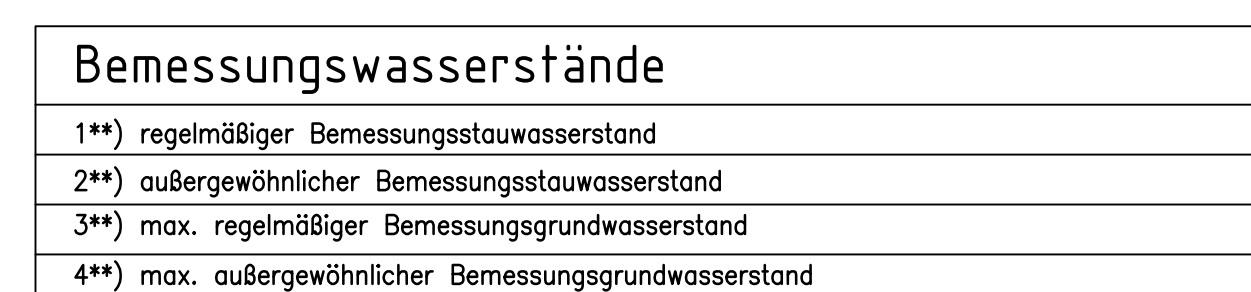 Bemessungswasserstände
1**) regelmäßiger Bemessungsstauwasserstand
2**) außergewöhnlicher Bemessungsstauwasserstand
3**) max. regelmäßiger Bemessungsgrundwasserstand
4**) max. außergewöhnlicher Bemessungsgrundwasserstand